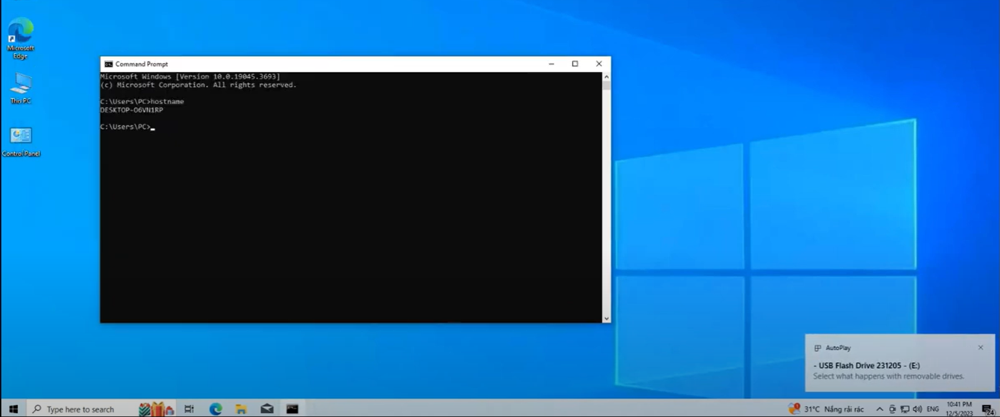 Microsoft
Edge
This PC
Control Panel
Command Prompt
Microsoft Windows [Version 10.0.19045.3693]
(c) Microsoft Corporation. All rights reserved.
C:\Users\PC>hostname
DESKTOP-O6VN1RP
C:\Users\PC>
AutoPlay
- USB Flash Drive 231205 - (E:)
Select what happens with removable drives.
Type here to search
31°C Nắng rải rác
ENG
10:41 PM
12/5/2023
24